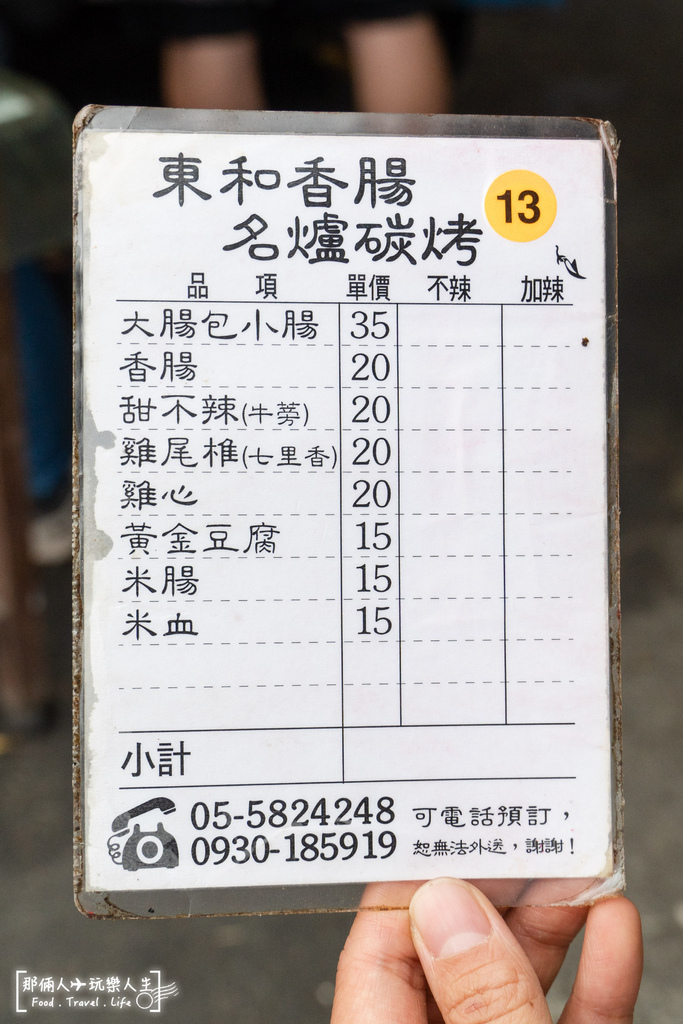 東和香腸
名爐碳烤
13
品項 單價 不辣 加辣
大腸包小腸 35
香腸 20
甜不辣(牛蒡) 20
雞尾椎(七里香) 20
雞心 20
黃金豆腐 15
米腸 15
米血 15
小計
05-5824248 可電話預訂，
0930-185919 恕無法外送，謝謝！
那倆人玩樂人生
Food . Travel . Life